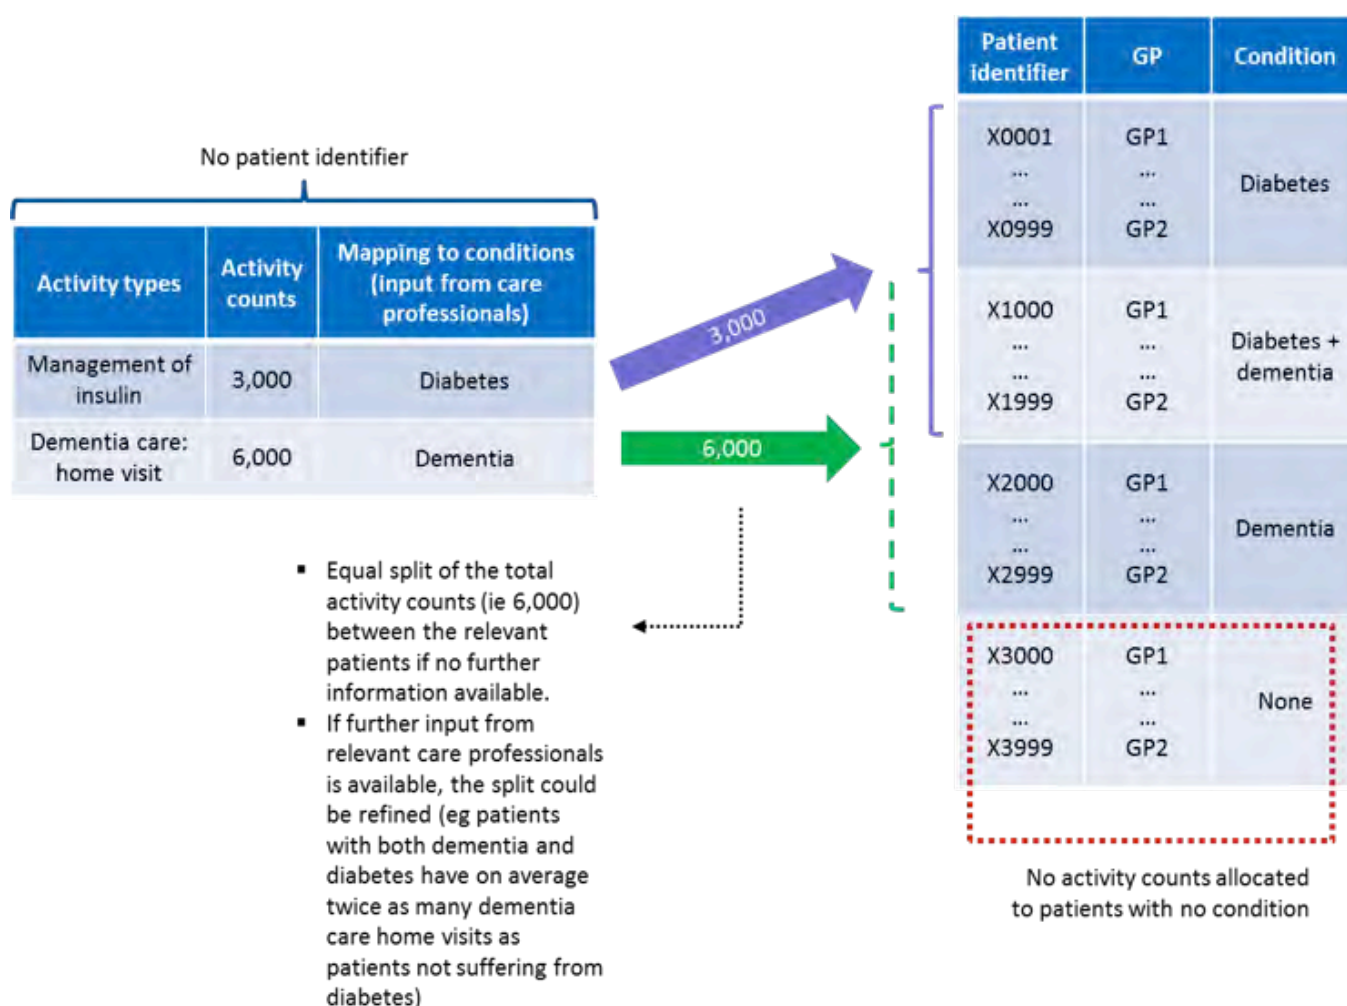 No patient identifier
Activity types
Activity
counts
Mapping to conditions
(input from care
professionals)
Management of
insulin
3,000
Diabetes
Dementia care:
home visit
6,000
Dementia
3,000
6,000
▪ Equal split of the total
activity counts (ie 6,000)
between the relevant
patients if no further
information available.
▪ If further input from
relevant care professionals
is available, the split could
be refined (eg patients
with both dementia and
diabetes have on average
twice as many dementia
care home visits as
patients not suffering from
diabetes)
Patient
identifier
GP
Condition
X0001 GP1
... ...
... ...
X0999 GP2
Diabetes
X1000 GP1
... ...
... ...
X1999 GP2
Diabetes +
dementia
X2000 GP1
... ...
... ...
X2999 GP2
Dementia
X3000 GP1
... ...
... ...
X3999 GP2
None
No activity counts allocated
to patients with no condition